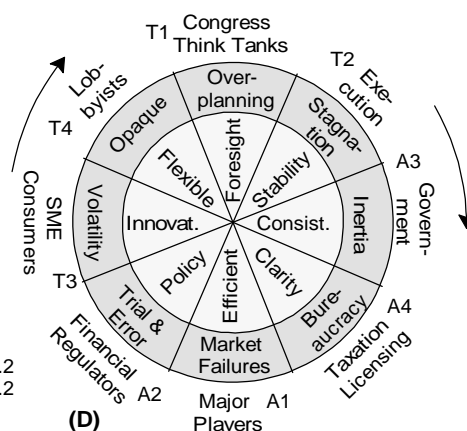 T1 Congress
Think Tanks
T2 Exe-
cution
A3 Govern-
ment
A4 Taxation
Licensing
A1 Major
Players
A2 Financial
Regulators
T3 SME
Consumers
T4 Lob-
byists
Over-
planning
Stagna-
tion
Inertia
Bure-
aucracy
Market
Failures
Trial &
Error
Volatility
Opaque
Foresight
Stability
Consist.
Clarity
Efficient
Policy
Innovat.
Flexible
.2
.2
(D)